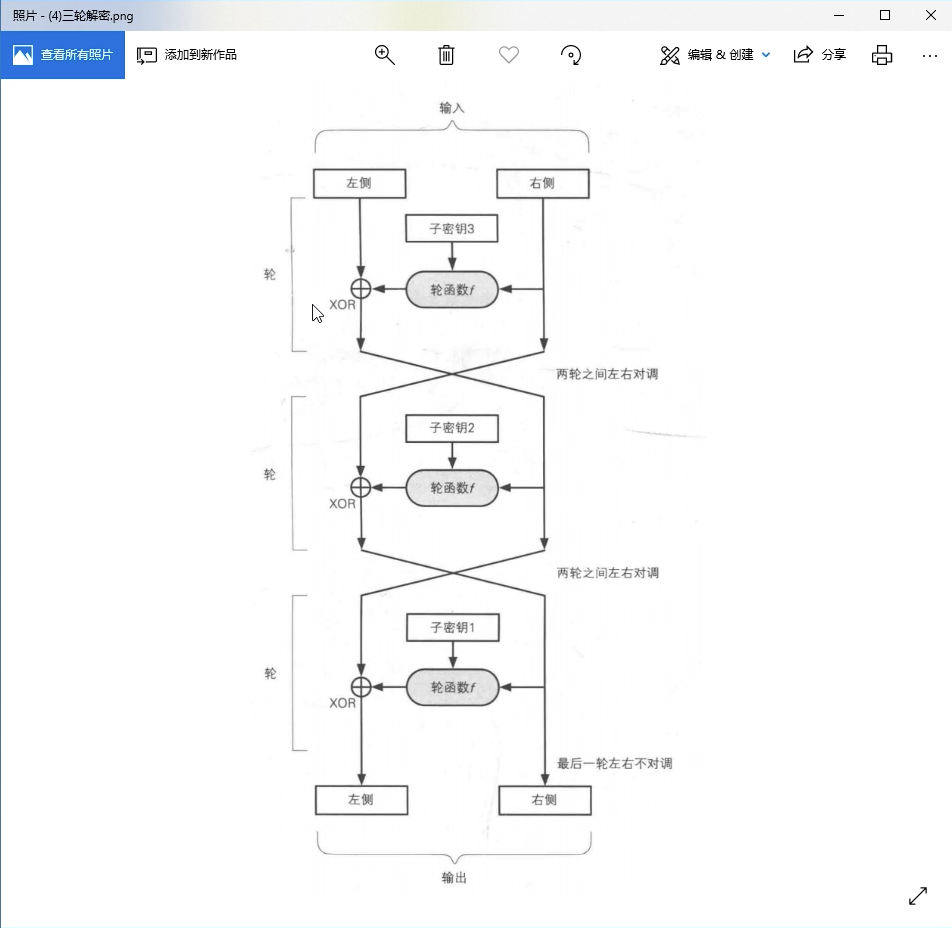 照片 - (4)三轮解密.png
查看所有照片
添加到新作品
编辑 & 创建
分享
输入
左侧
右侧
子密钥3
轮
轮函数f
XOR
两轮之间左右对调
子密钥2
轮
轮函数f
XOR
两轮之间左右对调
子密钥1
轮
轮函数f
XOR
最后一轮左右不对调
左侧
右侧
输出